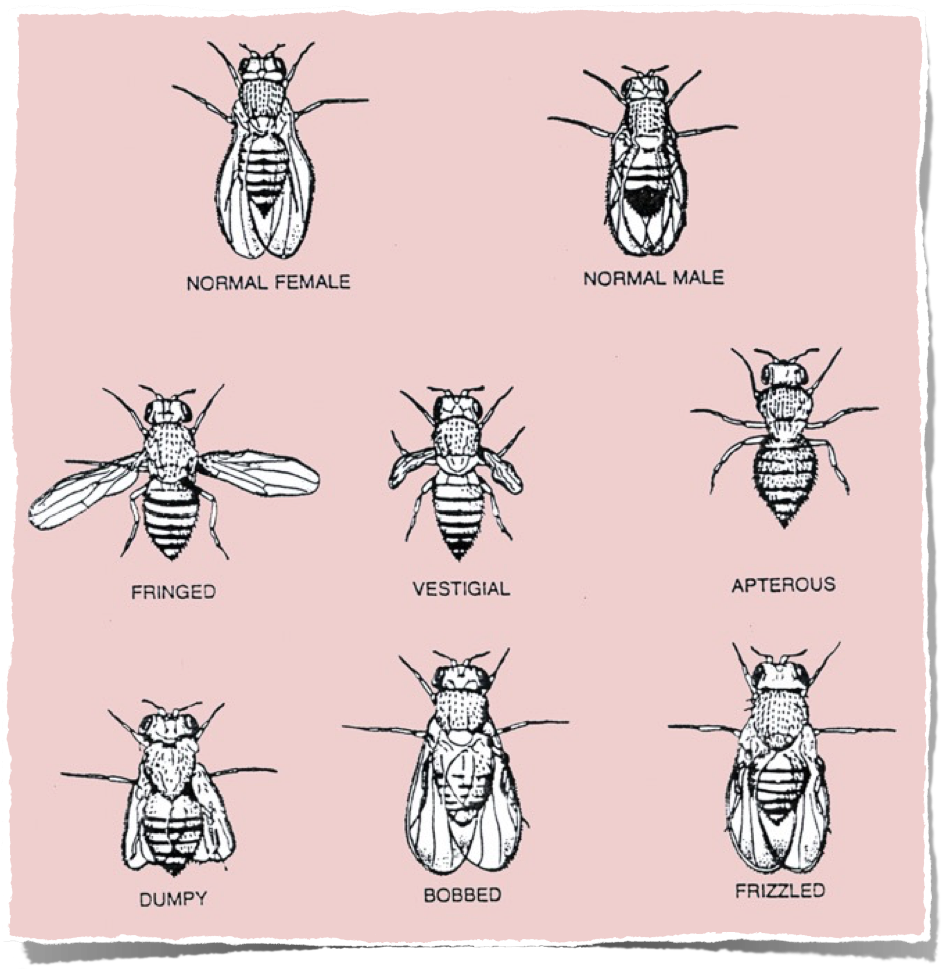 NORMAL FEMALE
NORMAL MALE
FRINGED
VESTIGIAL
APTEROUS
DUMPY
BOBBED
FRIZZLED